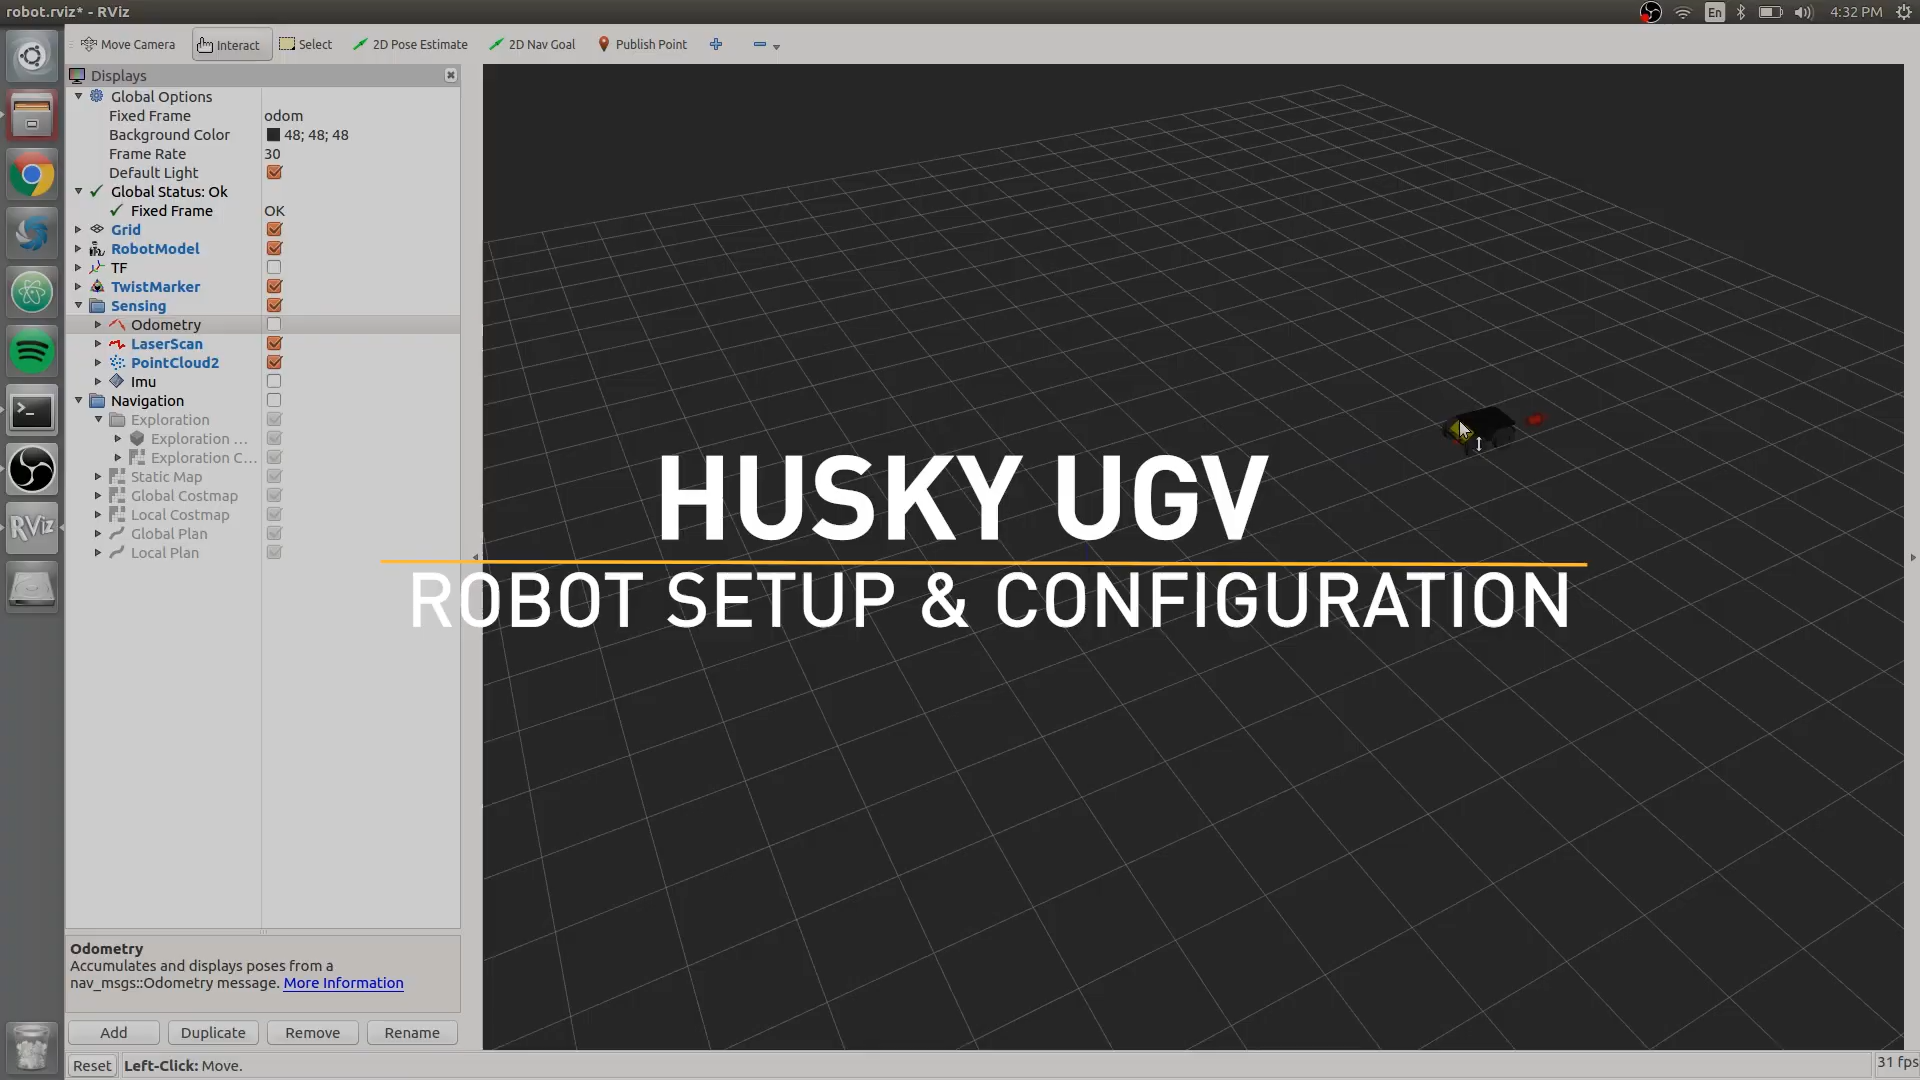 robot.rviz* - RViz
En
4:32 PM
Move Camera
Interact
Select
2D Pose Estimate
2D Nav Goal
Publish Point
Displays
Global Options
Fixed Frame odom
Background Color 48; 48; 48
Frame Rate 30
Default Light
Global Status: Ok
Fixed Frame OK
Grid
RobotModel
TF
TwistMarker
Sensing
Odometry
LaserScan
PointCloud2
Imu
Navigation
Exploration
Exploration ...
Exploration C...
Static Map
Global Costmap
Local Costmap
Global Plan
Local Plan
RViz
HUSKY UGV
ROBOT SETUP & CONFIGURATION
Odometry
Accumulates and displays poses from a
nav_msgs::Odometry message. More Information
Add
Duplicate
Remove
Rename
Reset
Left-Click: Move.
31 fps